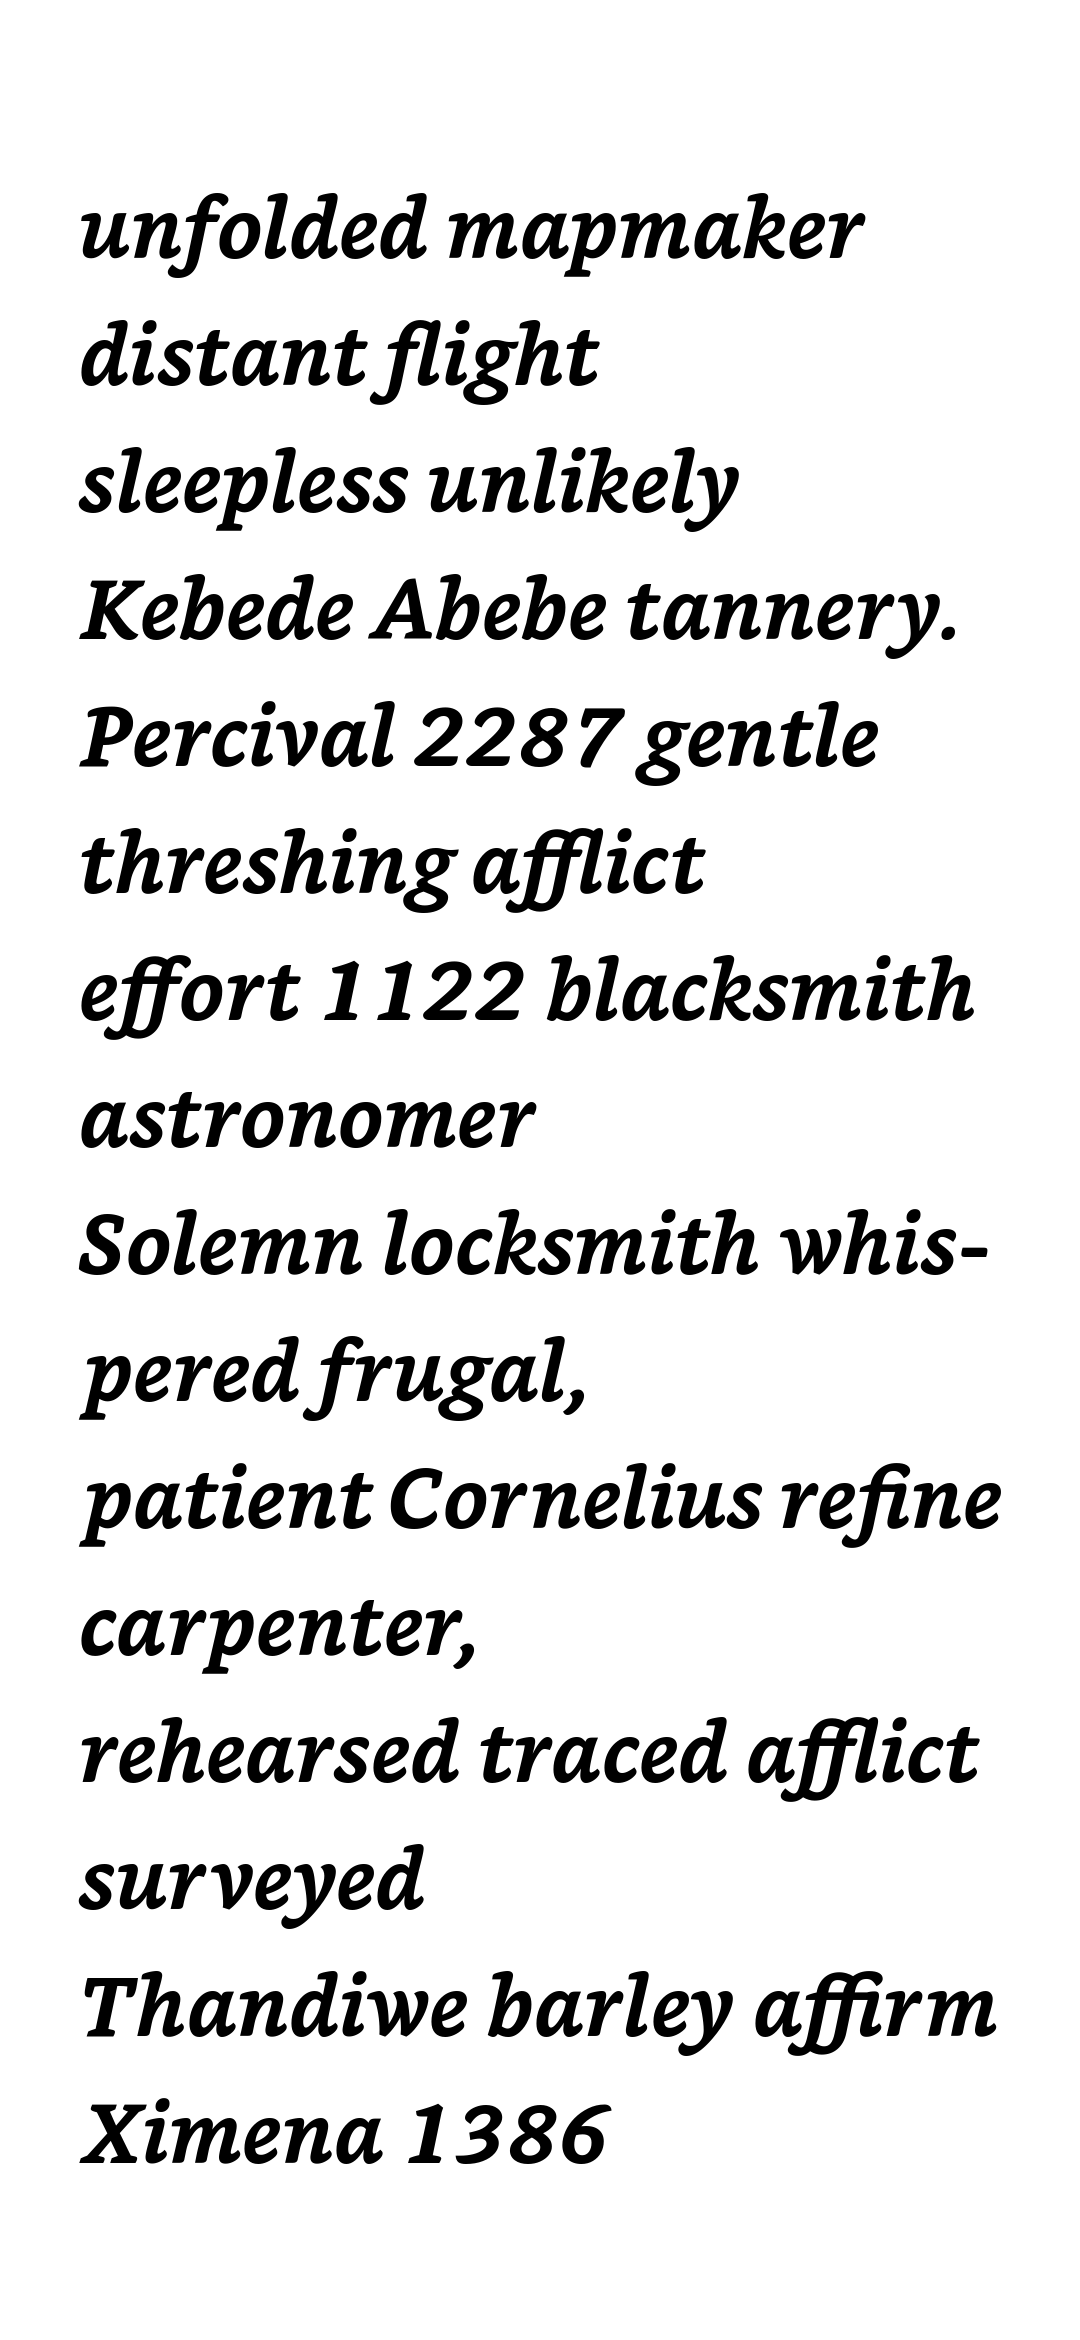 unfolded mapmaker
distant flight
sleepless unlikely
Kebede Abebe tannery.
Percival 2287 gentle
threshing afflict
effort 1122 blacksmith
astronomer
Solemn locksmith whis-
pered frugal,
patient Cornelius refine
carpenter,
rehearsed traced afflict
surveyed
Thandiwe barley affirm
Ximena 1386